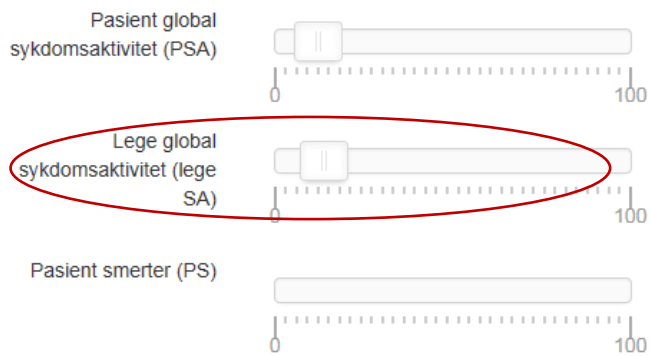 Pasient global
sykdomsaktivitet (PSA)
0 100
Lege global
sykdomsaktivitet (lege
SA)
0 100
Pasient smerter (PS)
0 100